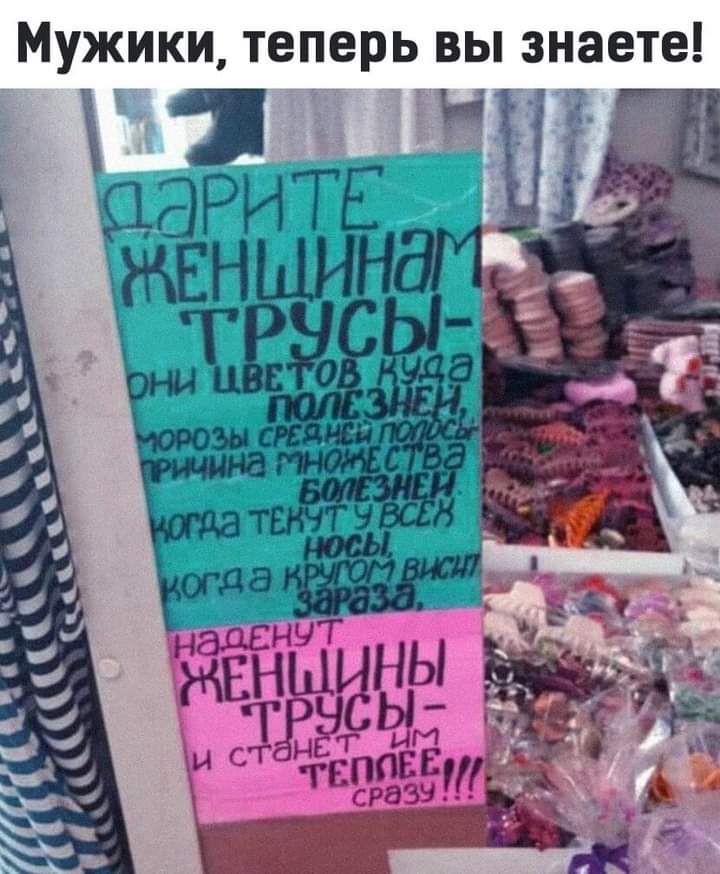 Мужики, теперь вы знаете!
ДАРИТЕ
ЖЕНЩИНАМ
ТРУСЫ-
ОНИ ЦВЕТОВ КУДА
ПОЛЕЗНЕЙ,
МОРОЗЫ СРЕДНЕЙ ПОЛОСЫ
ПРИЧИНА МНОЖЕСТВА
БОЛЕЗНЕЙ.
КОГДА ТЕКУТ У ВСЕХ
НОСЫ,
КОГДА КРУГОМ ВИСИТ
ЗАРАЗА,
НАДЕНУТ
ЖЕНЩИНЫ
ТРУСЫ-
И СТАНЕТ ИМ
ТЕПЛЕЕ
СРАЗУ!!!